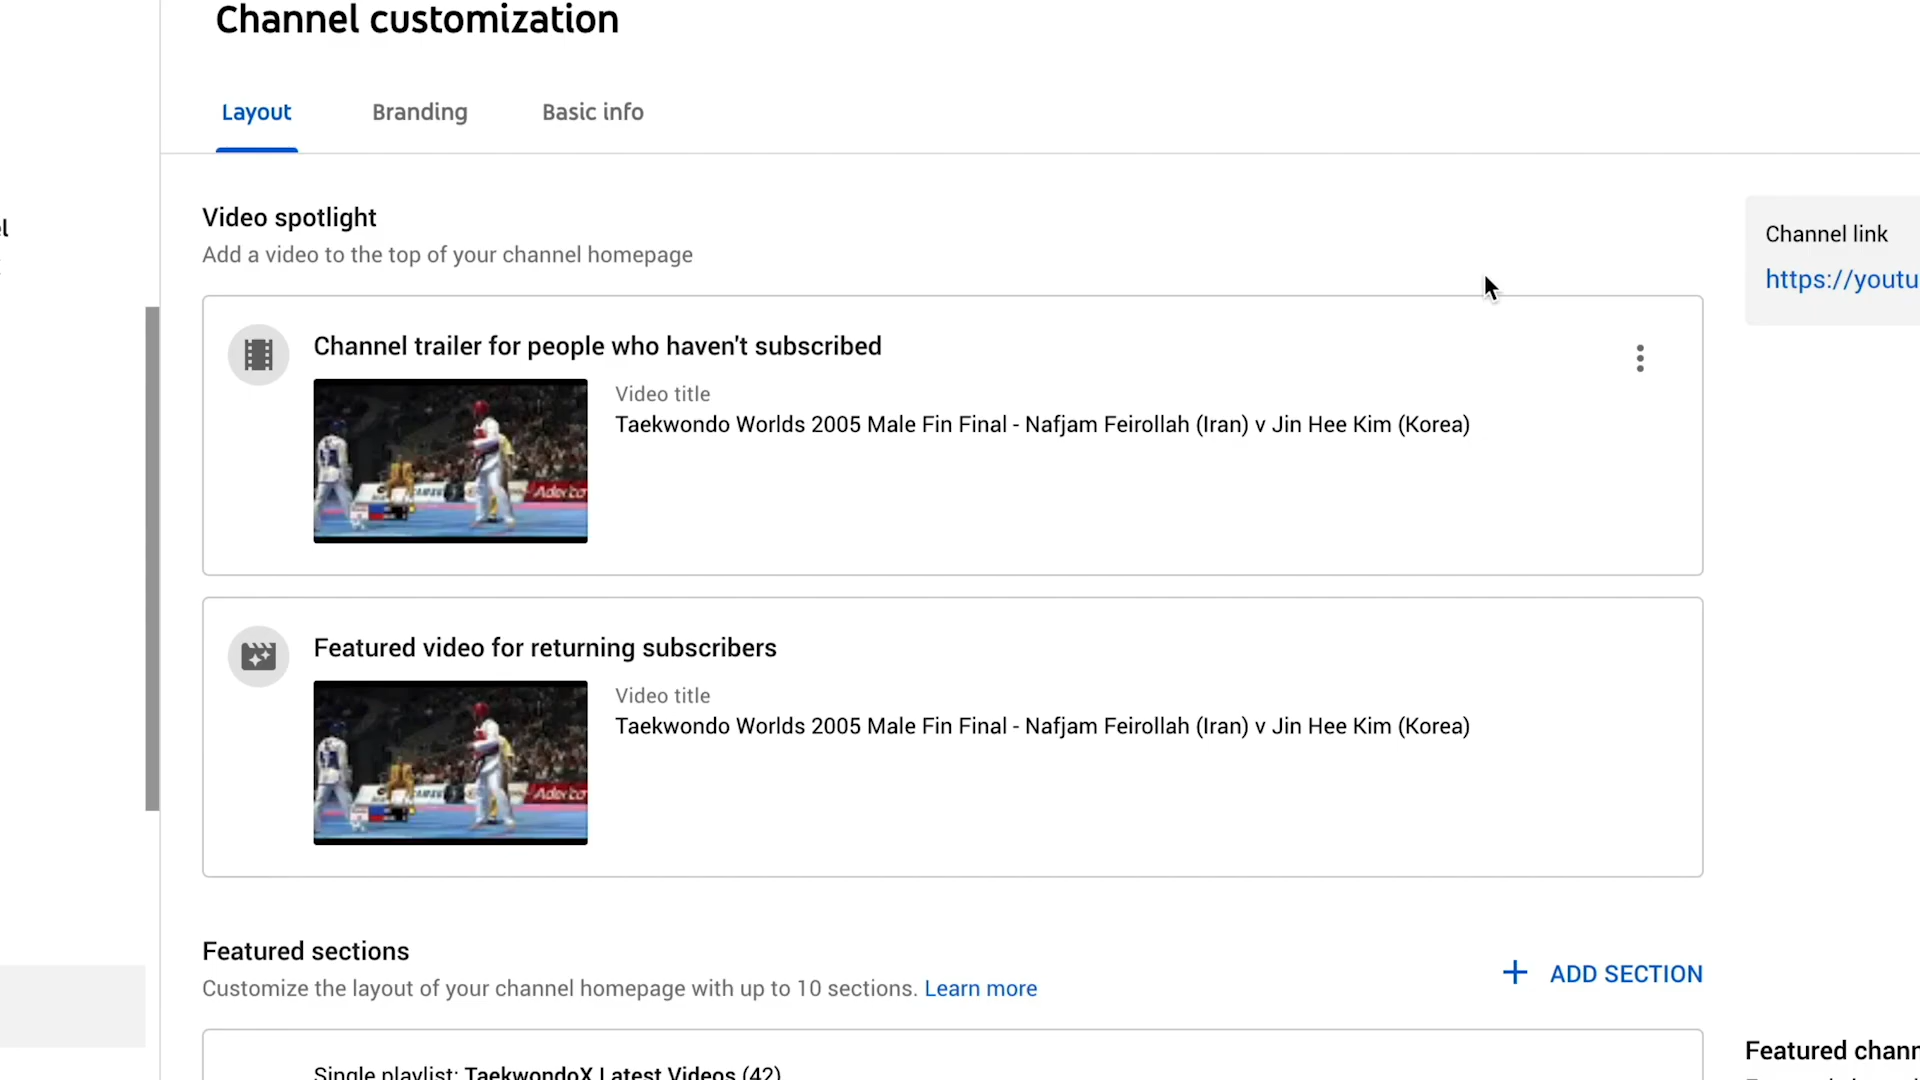 Channel customization
Layout Branding Basic info
Video spotlight
Add a video to the top of your channel homepage
Channel link
https://youtu
Channel trailer for people who haven't subscribed
Video title
Taekwondo Worlds 2005 Male Fin Final - Nafjam Feirollah (Iran) v Jin Hee Kim (Korea)
Featured video for returning subscribers
Video title
Taekwondo Worlds 2005 Male Fin Final - Nafjam Feirollah (Iran) v Jin Hee Kim (Korea)
Featured sections
Customize the layout of your channel homepage with up to 10 sections. Learn more
+ ADD SECTION
Featured chann
Single playlist: TaekwondoX Latest Videos (42)